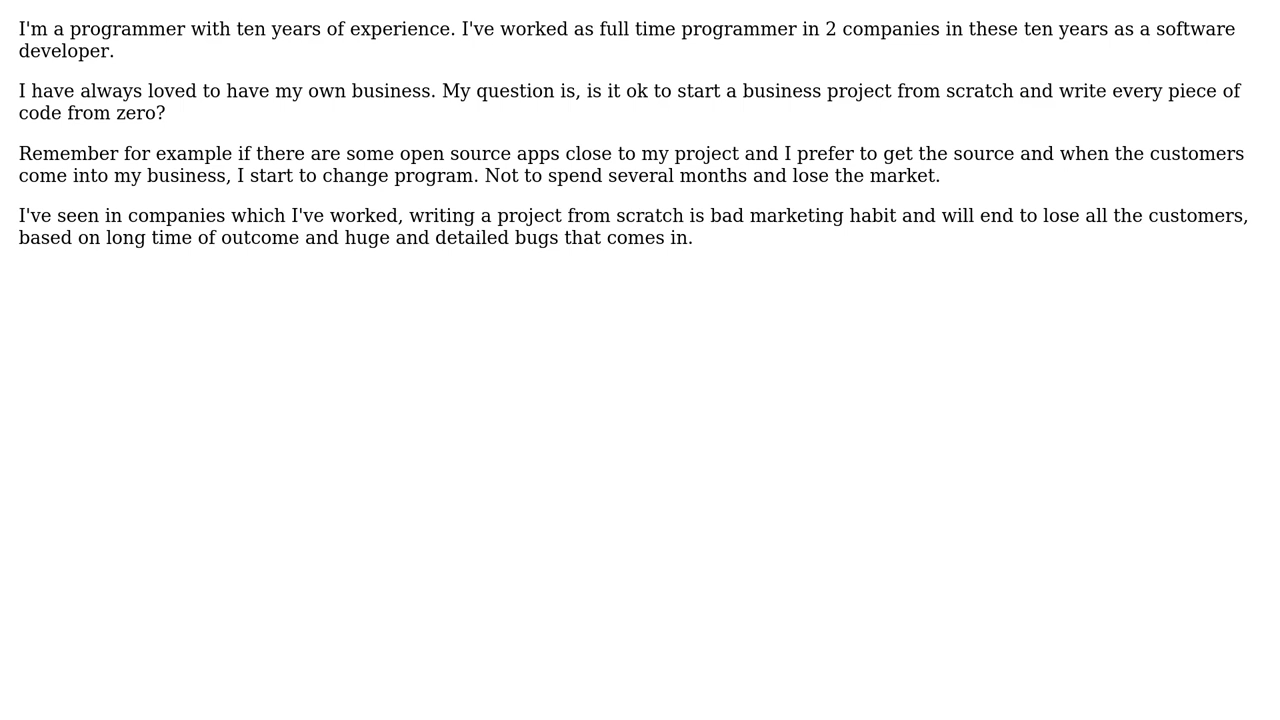 I'm a programmer with ten years of experience. I've worked as full time programmer in 2 companies in these ten years as a software
developer.
I have always loved to have my own business. My question is, is it ok to start a business project from scratch and write every piece of
code from zero?
Remember for example if there are some open source apps close to my project and I prefer to get the source and when the customers
come into my business, I start to change program. Not to spend several months and lose the market.
I've seen in companies which I've worked, writing a project from scratch is bad marketing habit and will end to lose all the customers,
based on long time of outcome and huge and detailed bugs that comes in.